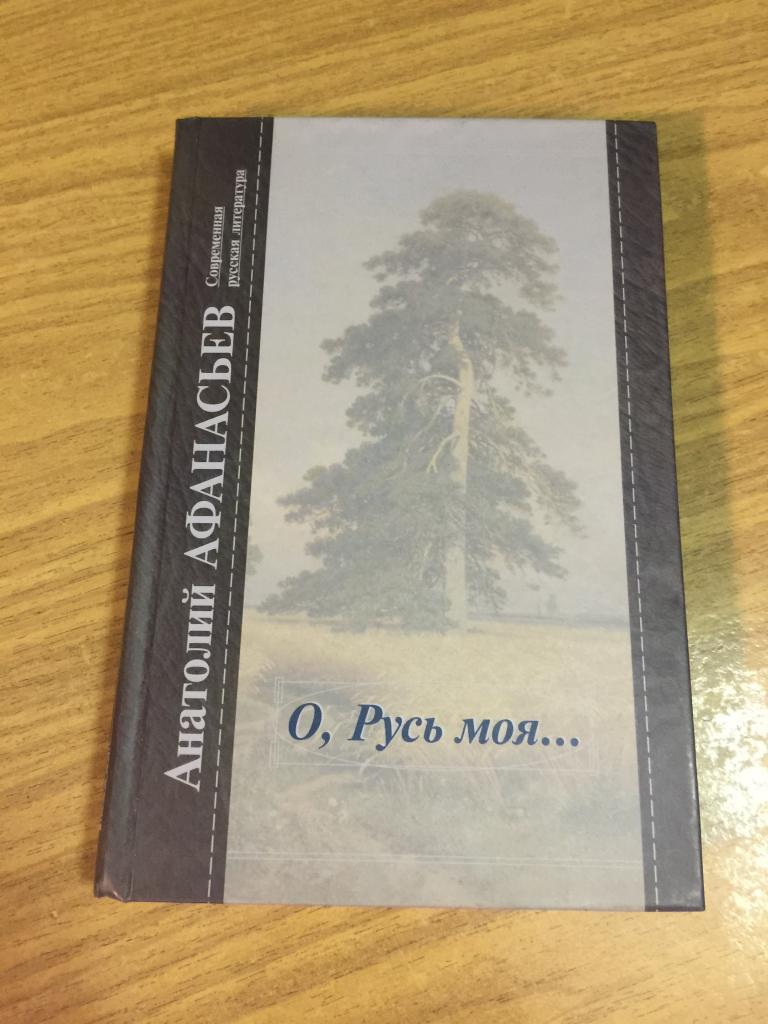 Анатолий АФАНАСЬЕВ
Современная
русская литература
О, Русь моя...